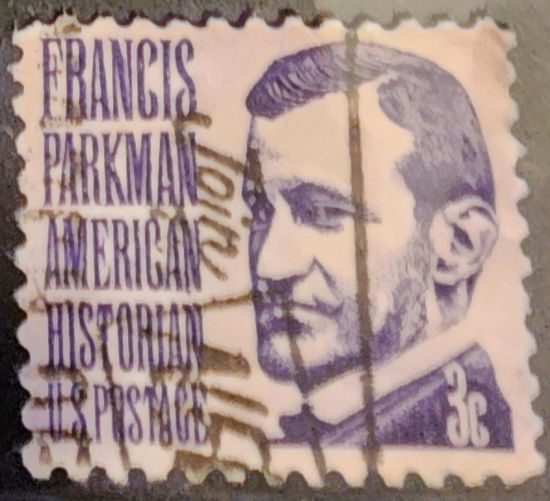 FRANCIS
PARKMAN
AMERICAN
HISTORIAN
U.S. POSTAGE
3c